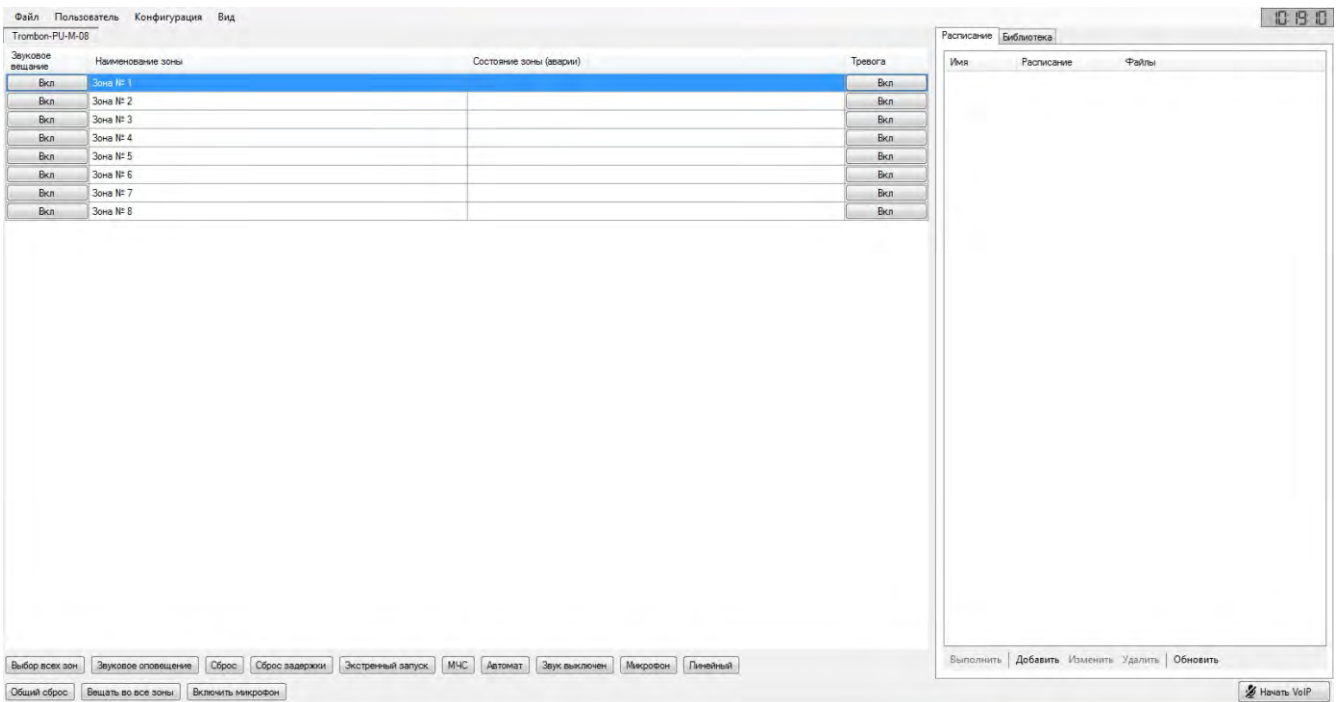 Файл Пользователь Конфигурация Вид
10:19:10
Trombon-PU-M-08
Звуковое вещание Наименование зоны Состояние зоны (аварии) Тревога
Вкл Зона № 1 Вкл
Вкл Зона № 2 Вкл
Вкл Зона № 3 Вкл
Вкл Зона № 4 Вкл
Вкл Зона № 5 Вкл
Вкл Зона № 6 Вкл
Вкл Зона № 7 Вкл
Вкл Зона № 8 Вкл
Выбор всех зон Звуковое оповещение Сброс Сброс задержки Экстренный запуск МЧС Автомат Звук выключен Микрофон Линейный
Общий сброс Вещать во все зоны Включить микрофон
Расписание Библиотека
Имя Расписание Файлы
Выполнить Добавить Изменить Удалить Обновить
Начать VoIP